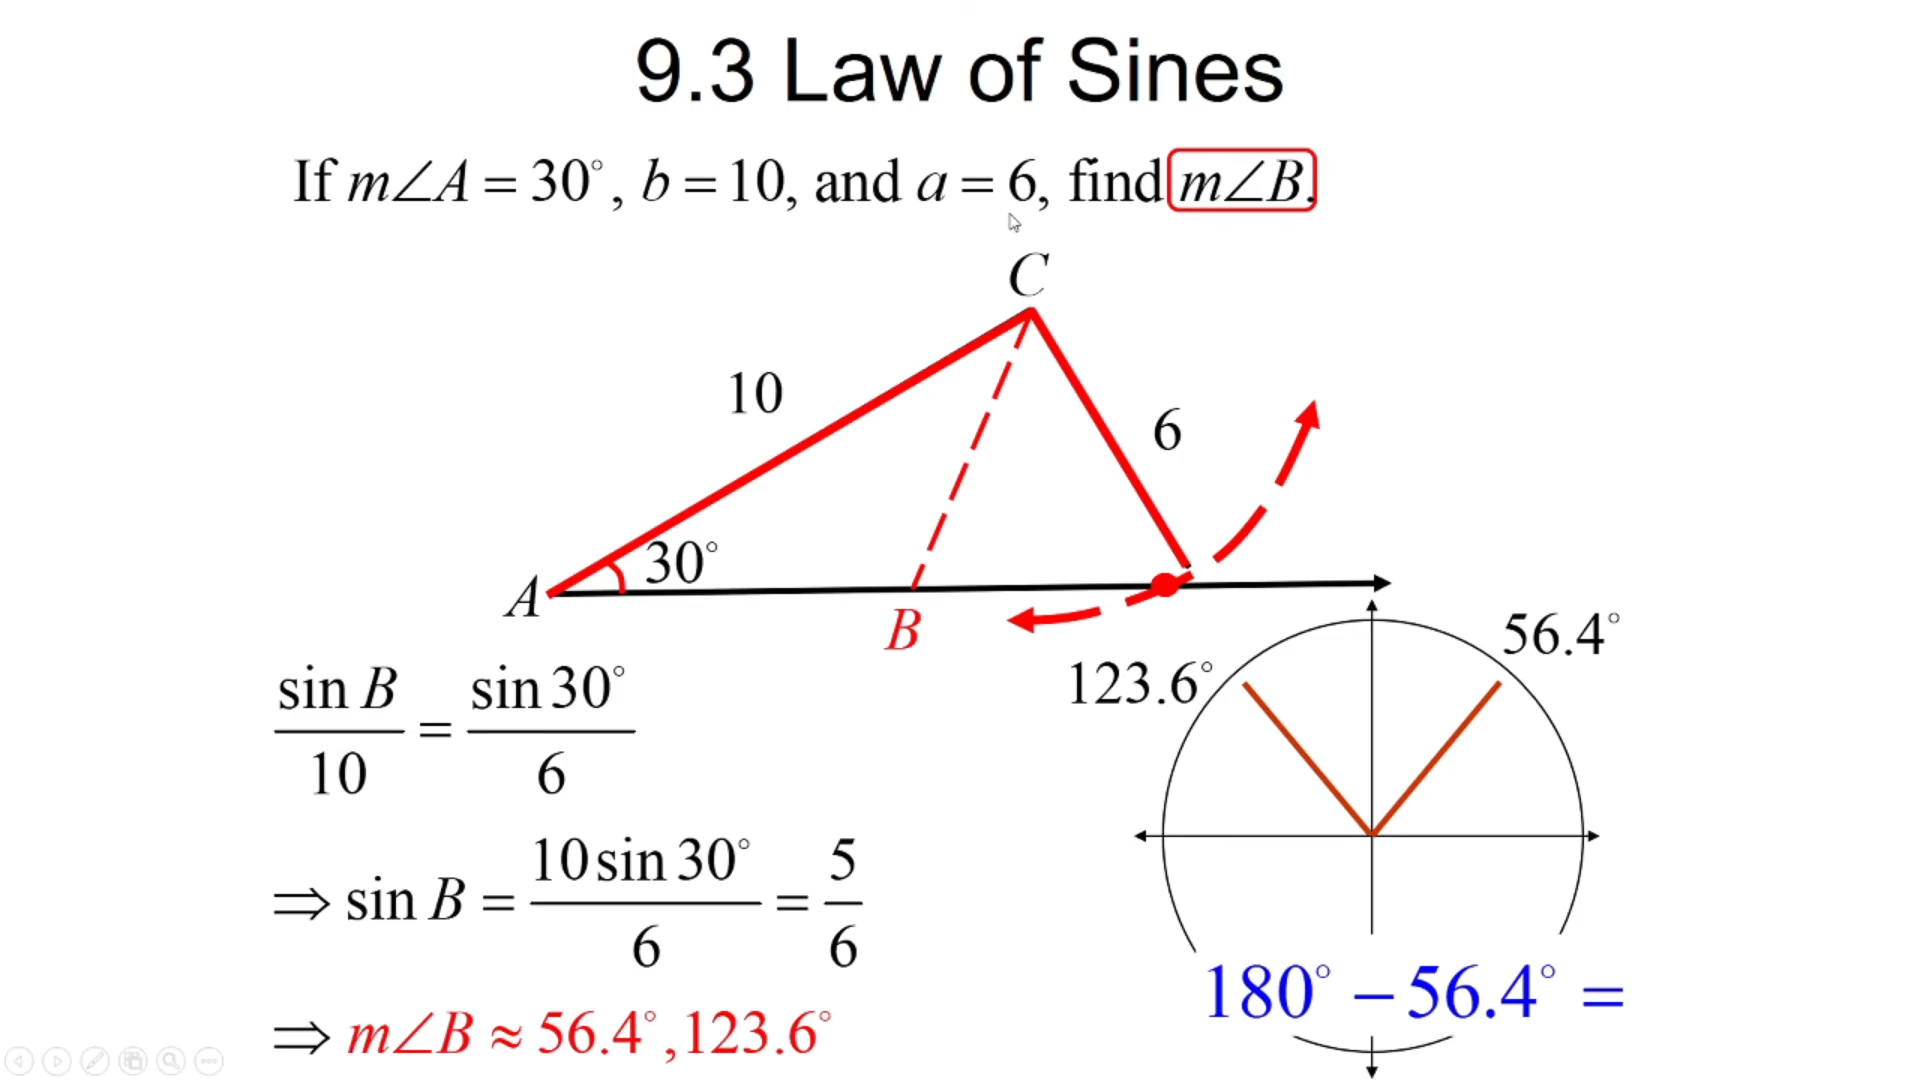 9.3 Law of Sines
If m∠A = 30°, b = 10, and a = 6, find m∠B.
C
10
6
30°
A
B
56.4°
123.6°
sin B / 10 = sin 30° / 6
⇒ sin B = 10 sin 30° / 6 = 5 / 6
180° − 56.4° =
⇒ m∠B ≈ 56.4°, 123.6°